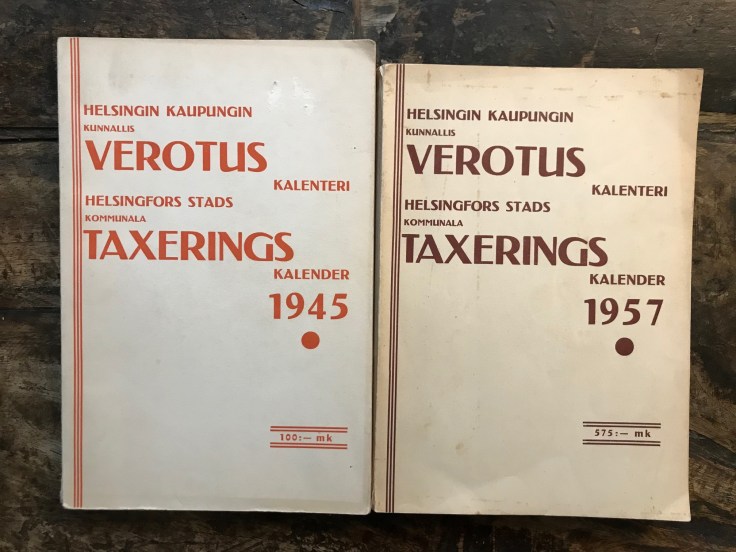 HELSINGIN KAUPUNGIN
KUNNALLIS
VEROTUS
KALENTERI
HELSINGFORS STADS
KOMMUNALA
TAXERINGS
KALENDER
1945
100:— mk
HELSINGIN KAUPUNGIN
KUNNALLIS
VEROTUS
KALENTERI
HELSINGFORS STADS
KOMMUNALA
TAXERINGS
KALENDER
1957
575:— mk